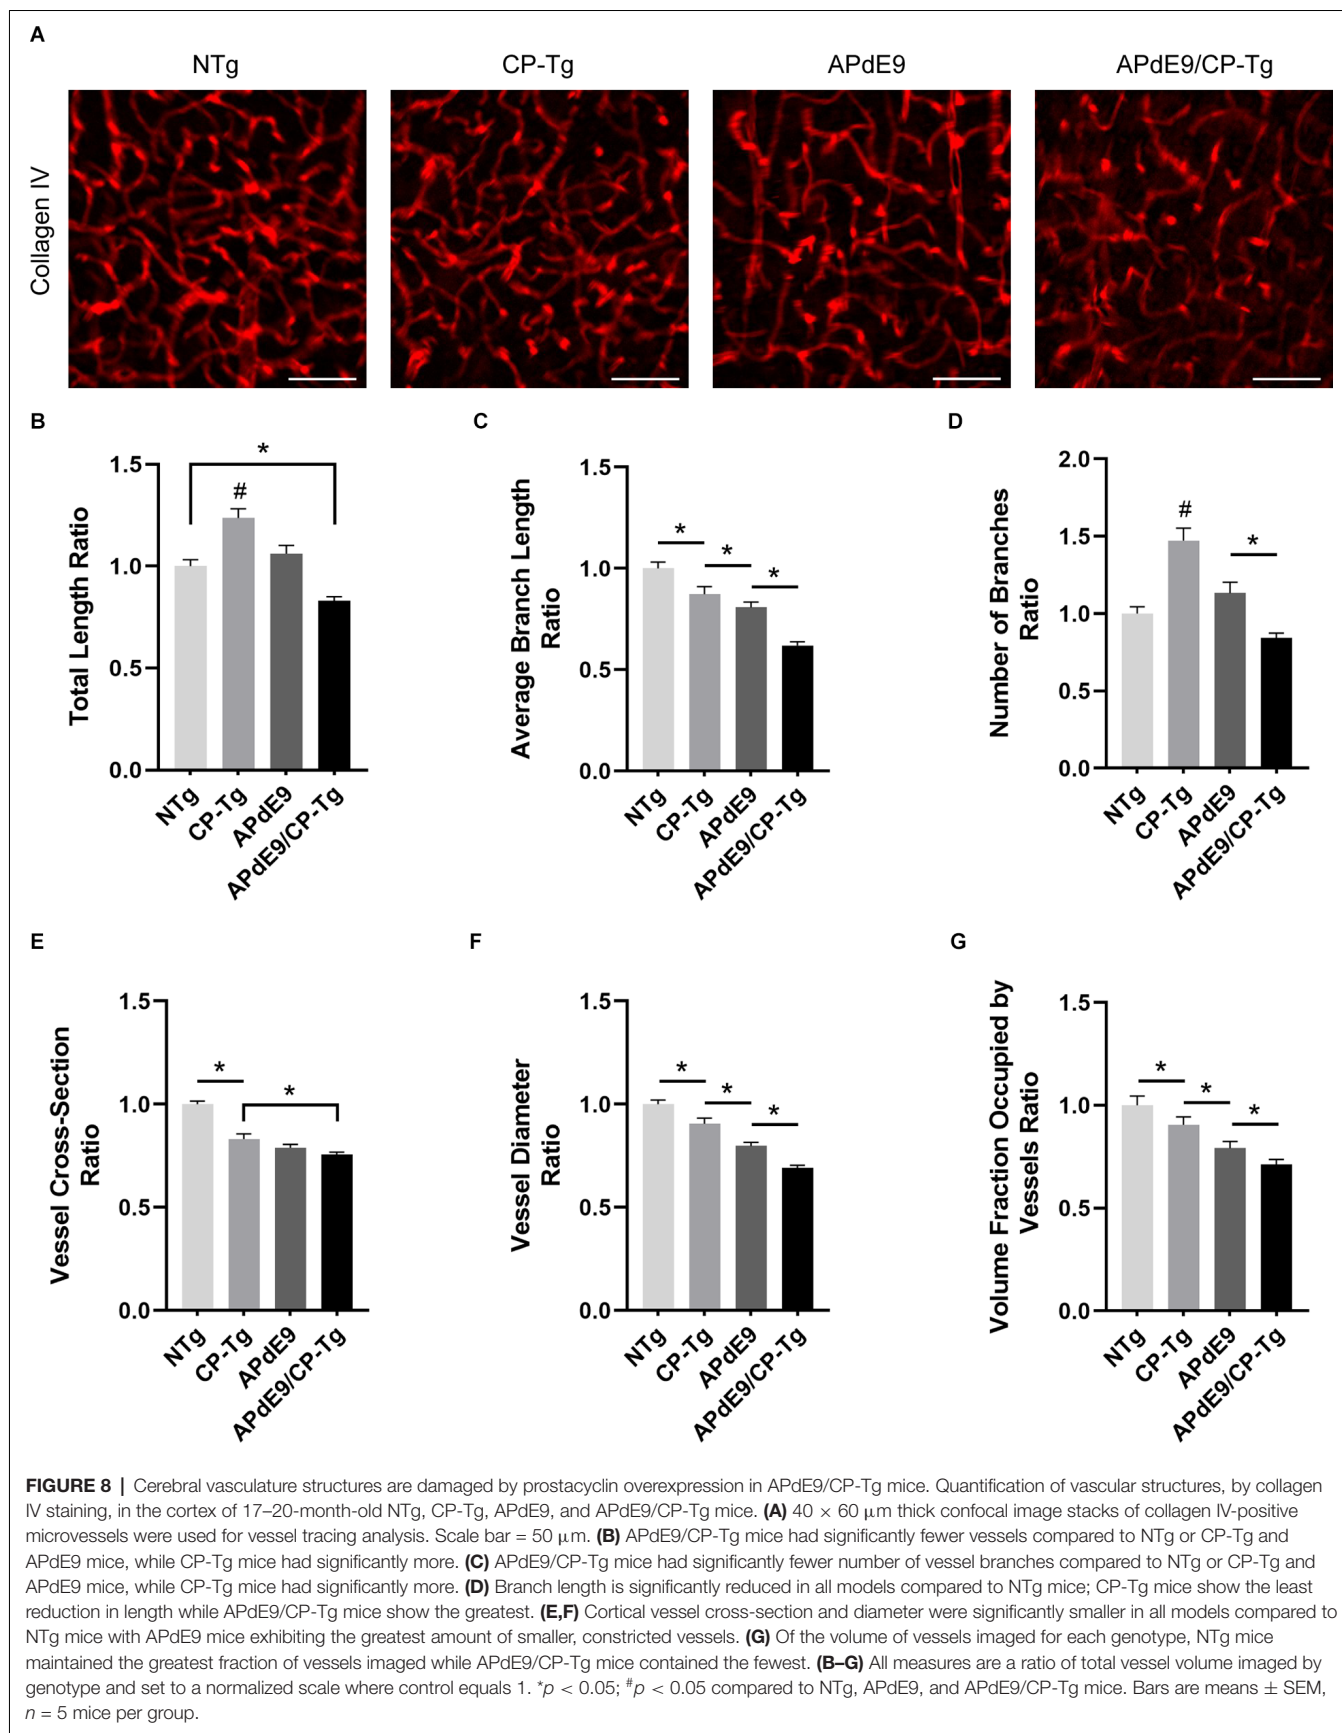 A
NTg
CP-Tg
APdE9
APdE9/CP-Tg
Collagen IV
B
Total Length Ratio
1.5
1.0
0.5
0.0
*
#
NTg
CP-Tg
APdE9
APdE9/CP-Tg
C
Average Branch Length
Ratio
1.5
1.0
0.5
0.0
*
*
*
NTg
CP-Tg
APdE9
APdE9/CP-Tg
D
Number of Branches
Ratio
2.0
1.5
1.0
0.5
0.0
#
*
NTg
CP-Tg
APdE9
APdE9/CP-Tg
E
Vessel Cross-Section
Ratio
1.5
1.0
0.5
0.0
*
*
NTg
CP-Tg
APdE9
APdE9/CP-Tg
F
Vessel Diameter
Ratio
1.5
1.0
0.5
0.0
*
*
*
NTg
CP-Tg
APdE9
APdE9/CP-Tg
G
Volume Fraction Occupied by
Vessels Ratio
1.5
1.0
0.5
0.0
*
*
*
NTg
CP-Tg
APdE9
APdE9/CP-Tg
FIGURE 8 | Cerebral vasculature structures are damaged by prostacyclin overexpression in APdE9/CP-Tg mice. Quantification of vascular structures, by collagen
IV staining, in the cortex of 17–20-month-old NTg, CP-Tg, APdE9, and APdE9/CP-Tg mice. (A) 40 × 60 μm thick confocal image stacks of collagen IV-positive
microvessels were used for vessel tracing analysis. Scale bar = 50 μm. (B) APdE9/CP-Tg mice had significantly fewer vessels compared to NTg or CP-Tg and
APdE9 mice, while CP-Tg mice had significantly more. (C) APdE9/CP-Tg mice had significantly fewer number of vessel branches compared to NTg or CP-Tg and
APdE9 mice, while CP-Tg mice had significantly more. (D) Branch length is significantly reduced in all models compared to NTg mice; CP-Tg mice show the least
reduction in length while APdE9/CP-Tg mice show the greatest. (E,F) Cortical vessel cross-section and diameter were significantly smaller in all models compared to
NTg mice with APdE9 mice exhibiting the greatest amount of smaller, constricted vessels. (G) Of the volume of vessels imaged for each genotype, NTg mice
maintained the greatest fraction of vessels imaged while APdE9/CP-Tg mice contained the fewest. (B–G) All measures are a ratio of total vessel volume imaged by
genotype and set to a normalized scale where control equals 1. *p < 0.05; #p < 0.05 compared to NTg, APdE9, and APdE9/CP-Tg mice. Bars are means ± SEM,
n = 5 mice per group.